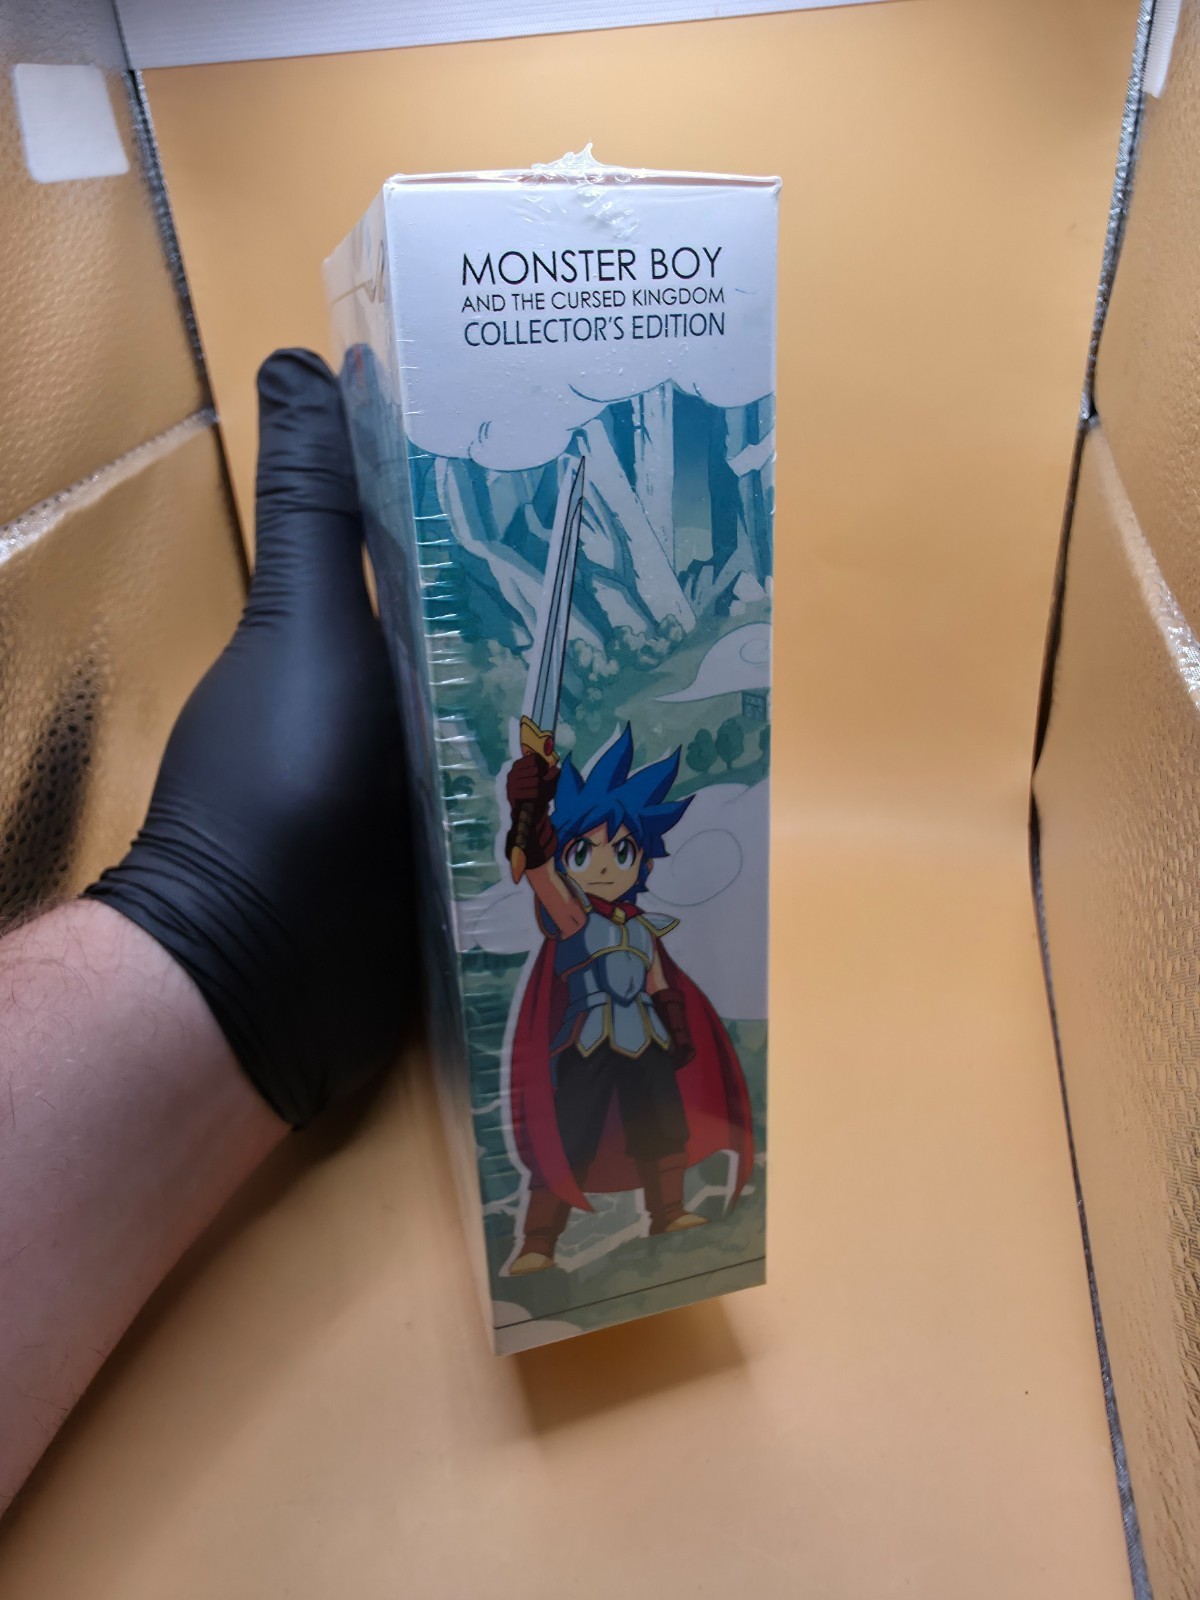 MONSTER BOY
AND THE CURSED KINGDOM
COLLECTOR'S EDITION